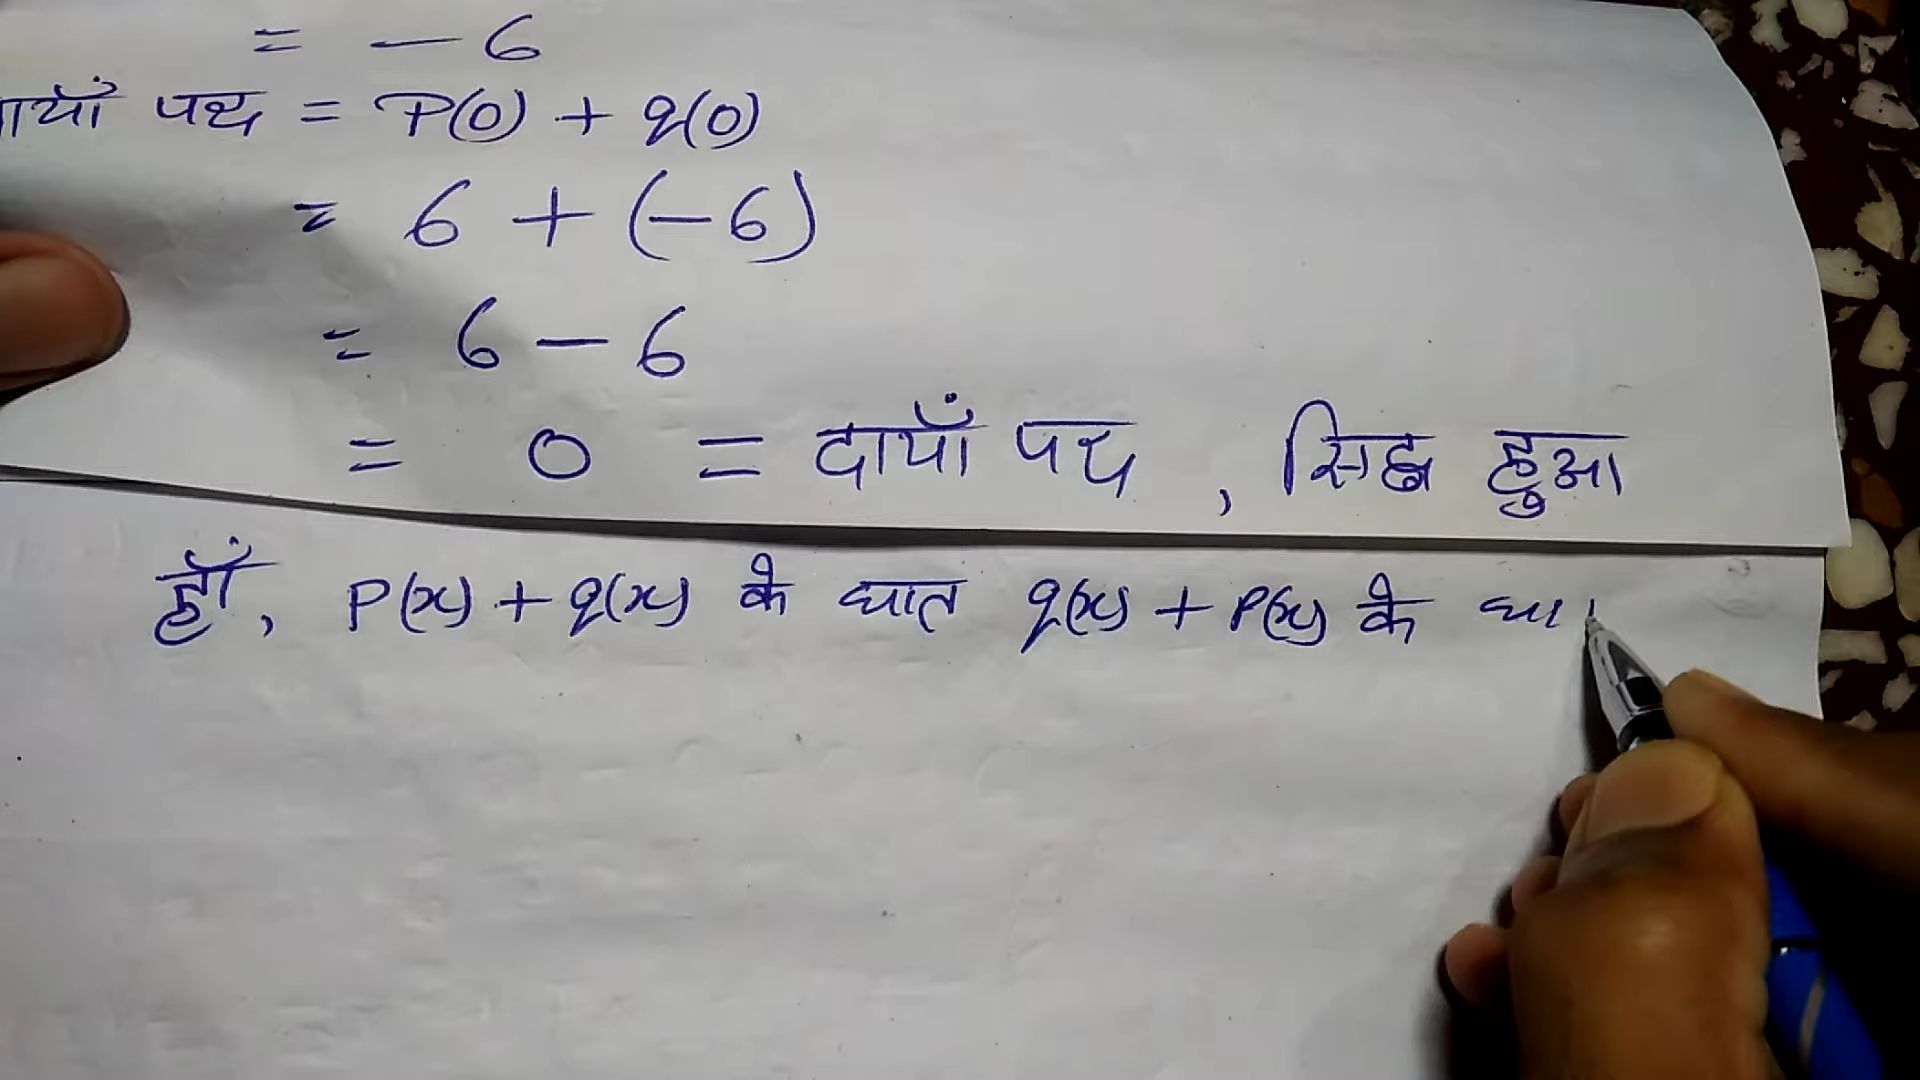 = - 6
पक्ष = P(0) + q(0)
= 6 + (-6)
= 6 - 6
= 0 = दायाँ पक्ष , सिद्ध हुआ
हाँ, P(x) + q(x) के घात q(x) + P(x) के घा